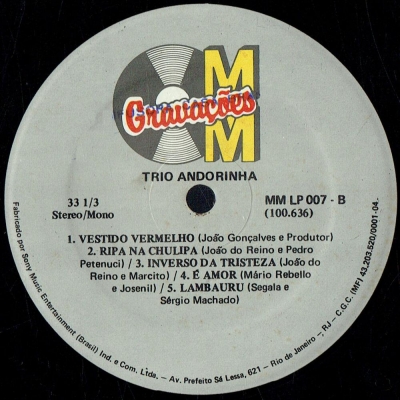 MM
Gravações
TRIO ANDORINHA
33 1/3
Stereo/Mono
MM LP 007 - B
(100.636)
1. VESTIDO VERMELHO (João Gonçalves e Produtor)
2. RIPA NA CHULIPA (João do Reino e Pedro
Petenuci) / 3. INVERSO DA TRISTEZA (João do
Reino e Marcito) / 4. É AMOR (Mário Rebello
e Josenil) / 5. LAMBAURU (Segala e
Sérgio Machado)
Fabricado por Sony Music Entertainment (Brasil) Ind. e Com. Ltda. – Av. Prefeito Sá Lessa, 621 – Rio de Janeiro – RJ – C.G.C. (MF) 43.203.520/0001-04.